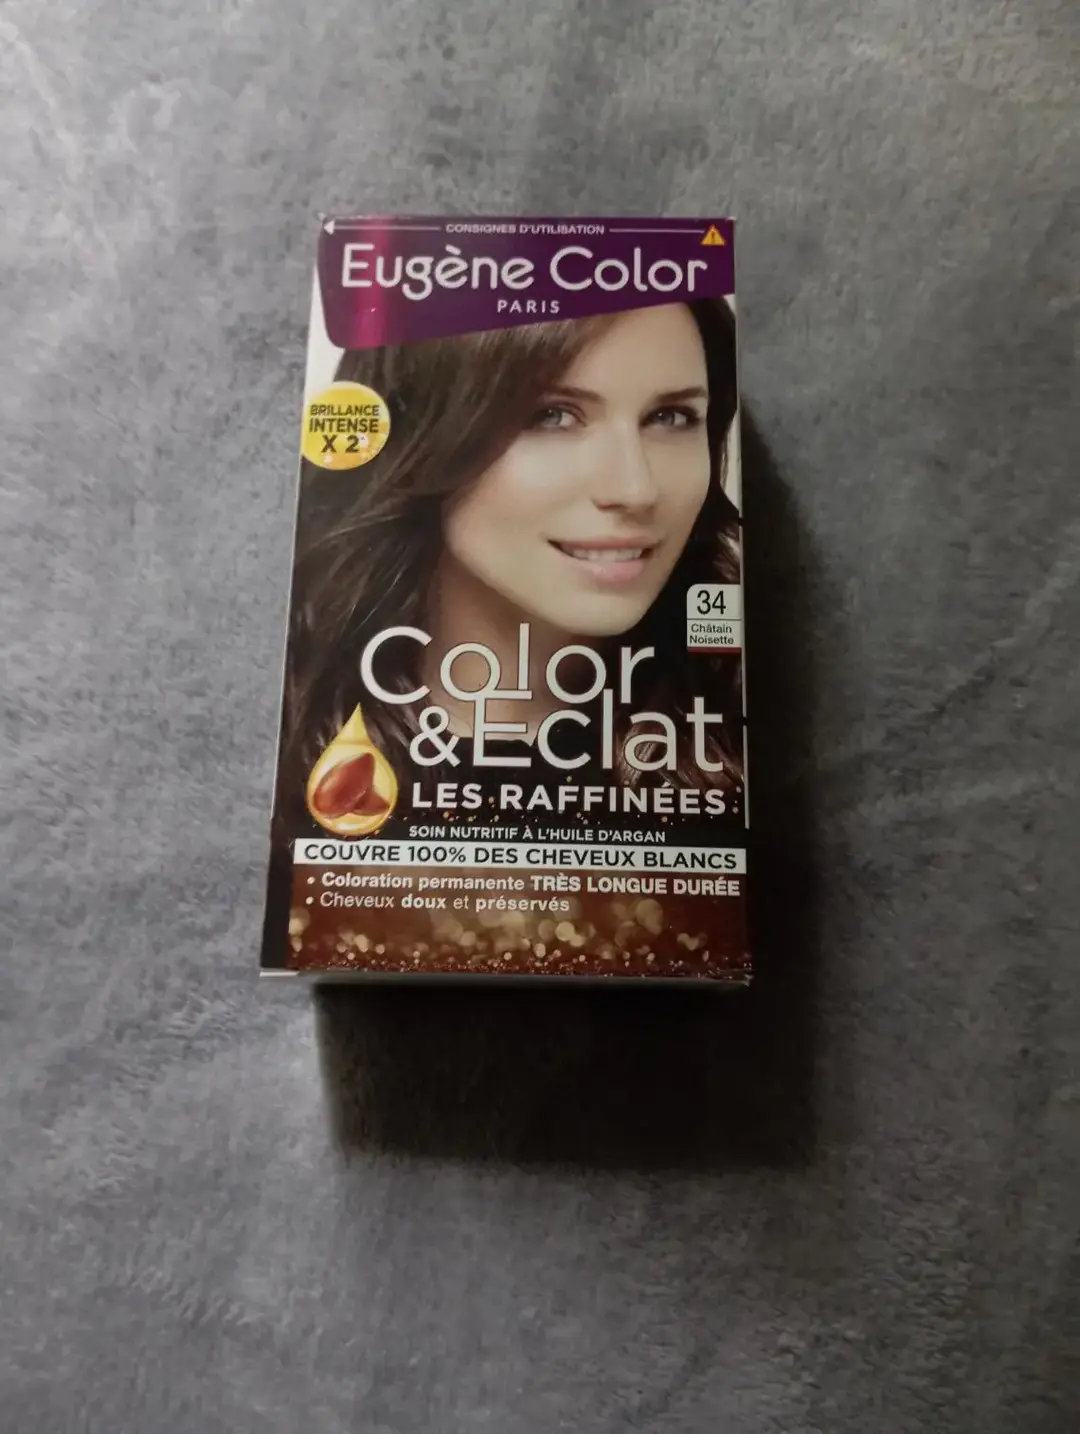 CONSIGNES D'UTILISATION
Eugène Color
PARIS
BRILLANCE
INTENSE
X 2
34
Châtain
Noisette
Color
&Eclat
LES RAFFINÉES
SOIN NUTRITIF À L'HUILE D'ARGAN
COUVRE 100% DES CHEVEUX BLANCS
• Coloration permanente TRÈS LONGUE DURÉE
• Cheveux doux et préservés